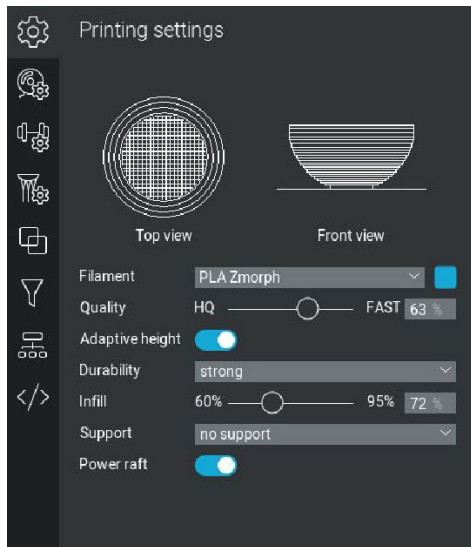 Printing settings
Top view Front view
Filament PLA Zmorph
Quality HQ FAST 63 %
Adaptive height
Durability strong
Infill 60% 95% 72 %
Support no support
Power raft